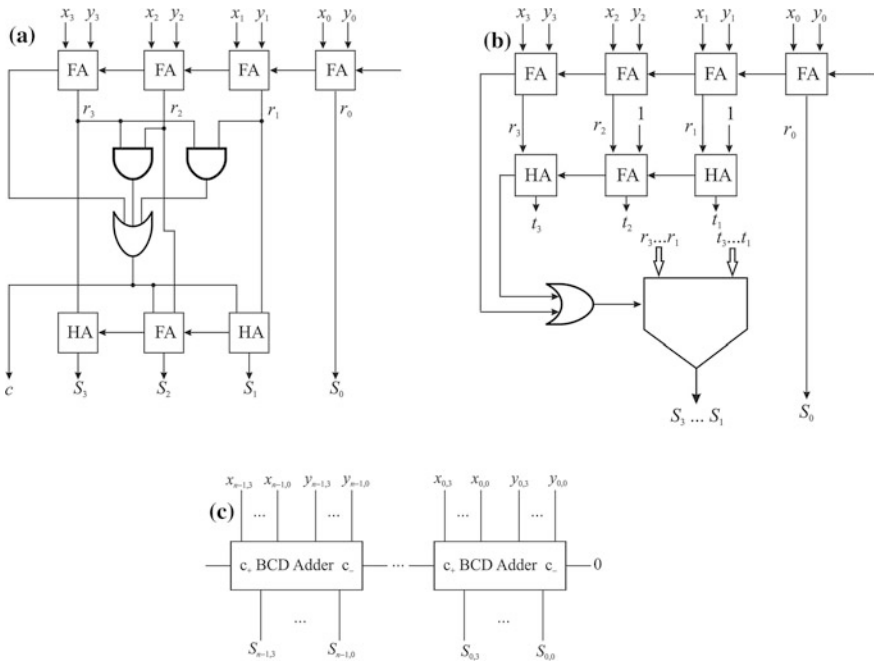 (a)
x₃ y₃ x₂ y₂ x₁ y₁ x₀ y₀
FA FA FA FA
r₃ r₂ r₁ r₀
HA FA HA
c S₃ S₂ S₁ S₀
(b)
x₃ y₃ x₂ y₂ x₁ y₁ x₀ y₀
FA FA FA FA
r₃ r₂ 1 r₁ 1 r₀
HA FA HA
t₃ t₂ t₁
r₃...r₁ t₃...t₁
S₃ ... S₁ S₀
(c)
xₙ₋₁,₃ xₙ₋₁,₀ yₙ₋₁,₃ yₙ₋₁,₀ x₀,₃ x₀,₀ y₀,₃ y₀,₀
... ... ... ...
c₊ BCD Adder c₋ ... c₊ BCD Adder c₋ 0
... ...
Sₙ₋₁,₃ Sₙ₋₁,₀ S₀,₃ S₀,₀